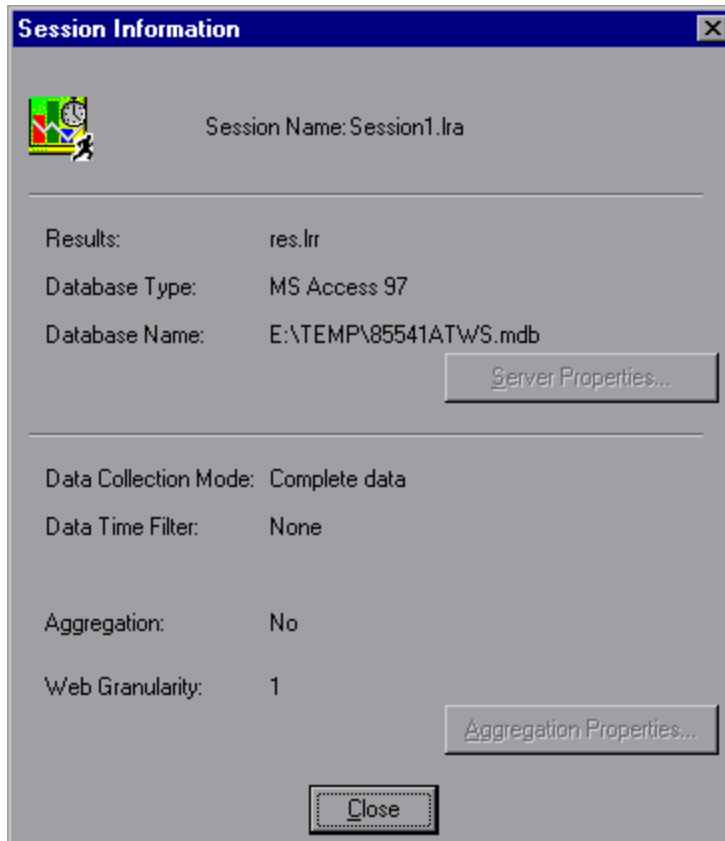 Session Information
Session Name: Session1.lra
Results: res.lrr
Database Type: MS Access 97
Database Name: E:\TEMP\85541ATWS.mdb
Server Properties...
Data Collection Mode: Complete data
Data Time Filter: None
Aggregation: No
Web Granularity: 1
Aggregation Properties...
Close